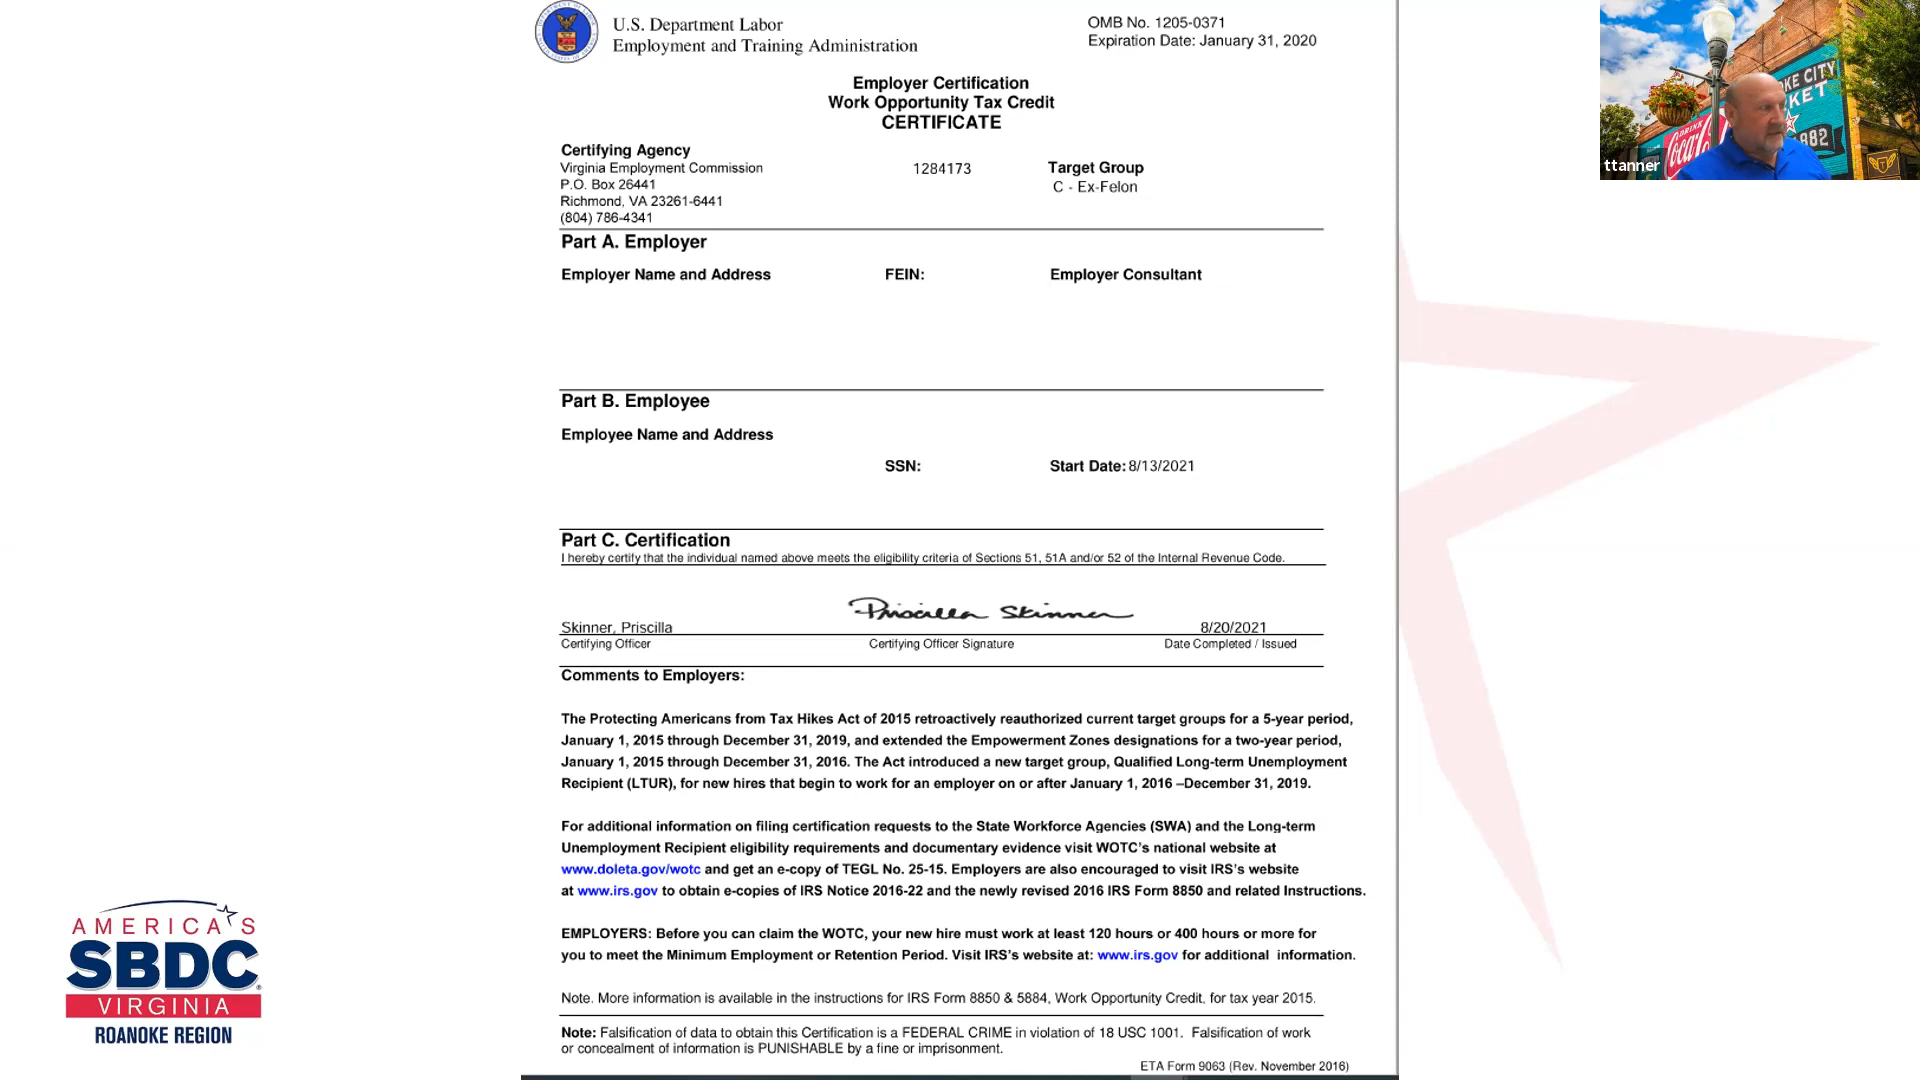 U.S. Department Labor
Employment and Training Administration
OMB No. 1205-0371
Expiration Date: January 31, 2020
Employer Certification
Work Opportunity Tax Credit
CERTIFICATE
Certifying Agency
Virginia Employment Commission
P.O. Box 26441
Richmond, VA 23261-6441
(804) 786-4341
1284173
Target Group
C - Ex-Felon
Part A. Employer
Employer Name and Address FEIN: Employer Consultant
Part B. Employee
Employee Name and Address
SSN: Start Date: 8/13/2021
Part C. Certification
I hereby certify that the individual named above meets the eligibility criteria of Sections 51, 51A and/or 52 of the Internal Revenue Code.
Priscilla Skinner
Skinner, Priscilla 8/20/2021
Certifying Officer Certifying Officer Signature Date Completed / Issued
Comments to Employers:
The Protecting Americans from Tax Hikes Act of 2015 retroactively reauthorized current target groups for a 5-year period,
January 1, 2015 through December 31, 2019, and extended the Empowerment Zones designations for a two-year period,
January 1, 2015 through December 31, 2016. The Act introduced a new target group, Qualified Long-term Unemployment
Recipient (LTUR), for new hires that begin to work for an employer on or after January 1, 2016 –December 31, 2019.
For additional information on filing certification requests to the State Workforce Agencies (SWA) and the Long-term
Unemployment Recipient eligibility requirements and documentary evidence visit WOTC's national website at
www.doleta.gov/wotc and get an e-copy of TEGL No. 25-15. Employers are also encouraged to visit IRS's website
at www.irs.gov to obtain e-copies of IRS Notice 2016-22 and the newly revised 2016 IRS Form 8850 and related Instructions.
EMPLOYERS: Before you can claim the WOTC, your new hire must work at least 120 hours or 400 hours or more for
you to meet the Minimum Employment or Retention Period. Visit IRS's website at: www.irs.gov for additional information.
Note. More information is available in the instructions for IRS Form 8850 & 5884, Work Opportunity Credit, for tax year 2015.
Note: Falsification of data to obtain this Certification is a FEDERAL CRIME in violation of 18 USC 1001. Falsification of work
or concealment of information is PUNISHABLE by a fine or imprisonment.
ETA Form 9063 (Rev. November 2016)
AMERICA'S
SBDC
VIRGINIA
ROANOKE REGION
OKE CITY
KET
882
DRINK
Coca
ttanner